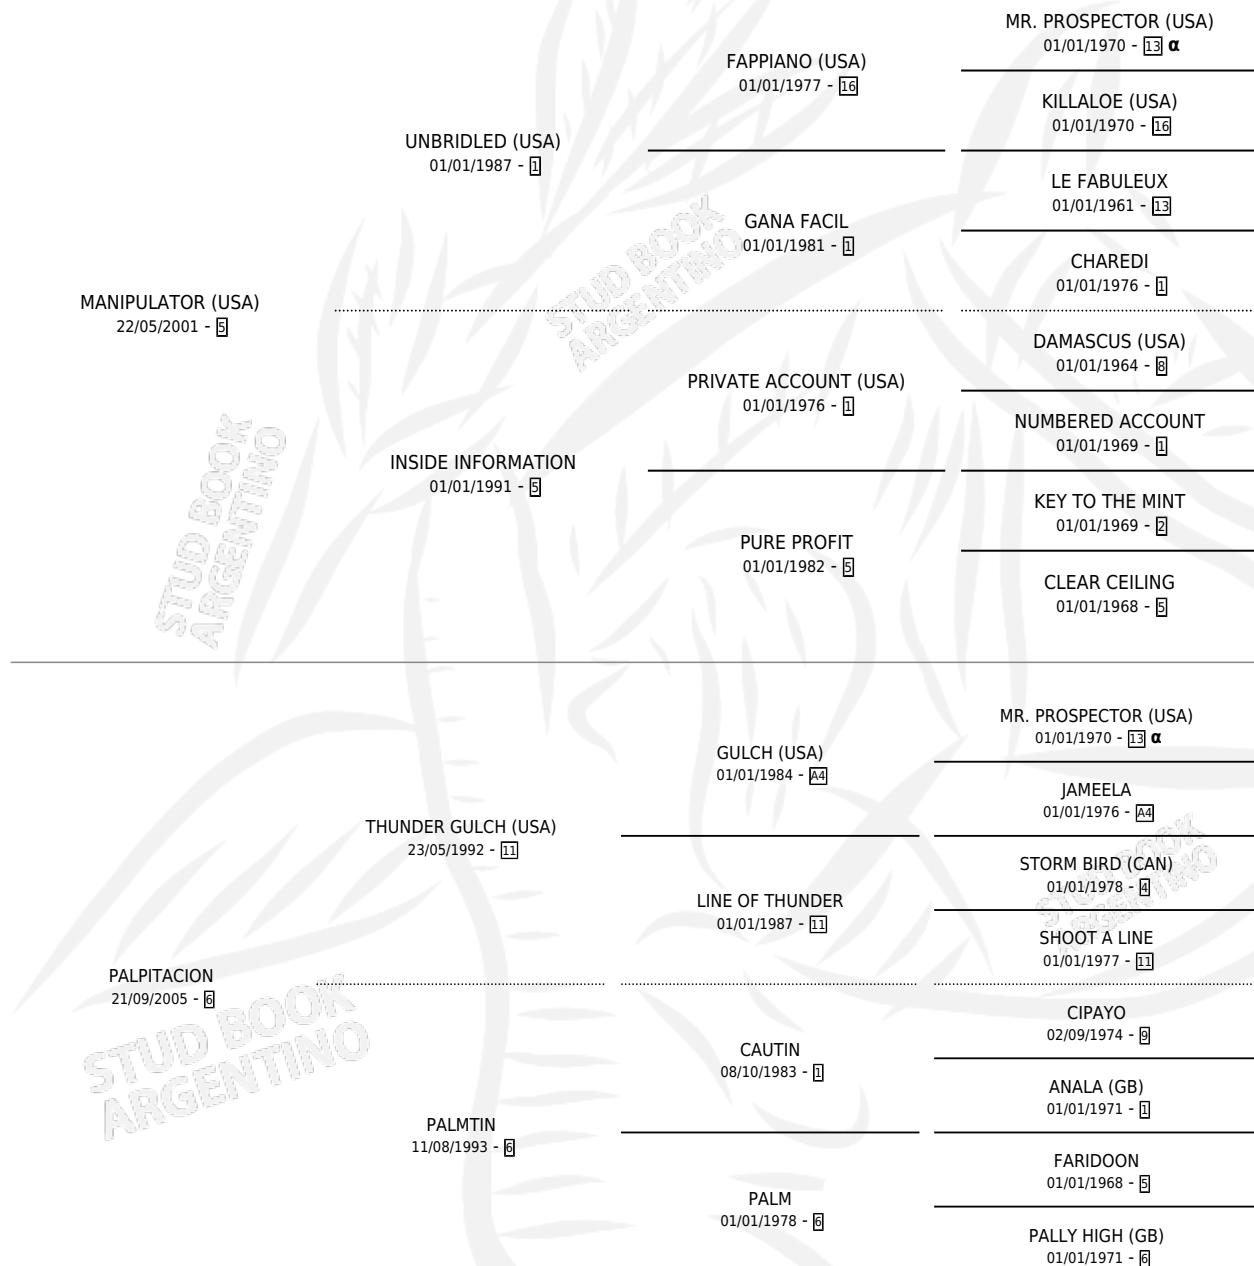 MR. PROSPECTOR (USA)
01/01/1970 - 13 α
FAPPIANO (USA)
01/01/1977 - 16
KILLALOE (USA)
01/01/1970 - 16
UNBRIDLED (USA)
01/01/1987 - 1
LE FABULEUX
01/01/1961 - 13
GANA FACIL
01/01/1981 - 1
CHAREDI
01/01/1976 - 1
MANIPULATOR (USA)
22/05/2001 - 5
DAMASCUS (USA)
01/01/1964 - 8
PRIVATE ACCOUNT (USA)
01/01/1976 - 1
NUMBERED ACCOUNT
01/01/1969 - 1
INSIDE INFORMATION
01/01/1991 - 5
KEY TO THE MINT
01/01/1969 - 2
PURE PROFIT
01/01/1982 - 5
CLEAR CEILING
01/01/1968 - 5
MR. PROSPECTOR (USA)
01/01/1970 - 13 α
GULCH (USA)
01/01/1984 - A4
JAMEELA
01/01/1976 - A4
THUNDER GULCH (USA)
23/05/1992 - 11
STORM BIRD (CAN)
01/01/1978 - 4
LINE OF THUNDER
01/01/1987 - 11
SHOOT A LINE
01/01/1977 - 11
PALPITACION
21/09/2005 - 6
CIPAYO
02/09/1974 - 9
CAUTIN
08/10/1983 - 1
ANALA (GB)
01/01/1971 - 1
PALMTIN
11/08/1993 - 6
FARIDOON
01/01/1968 - 5
PALM
01/01/1978 - 6
PALLY HIGH (GB)
01/01/1971 - 6
STUD BOOK
ARGENTINO
STUD BOOK
ARGENTINO
STUD BOOK
ARGENTINO
STUD BOOK
ARGENTINO